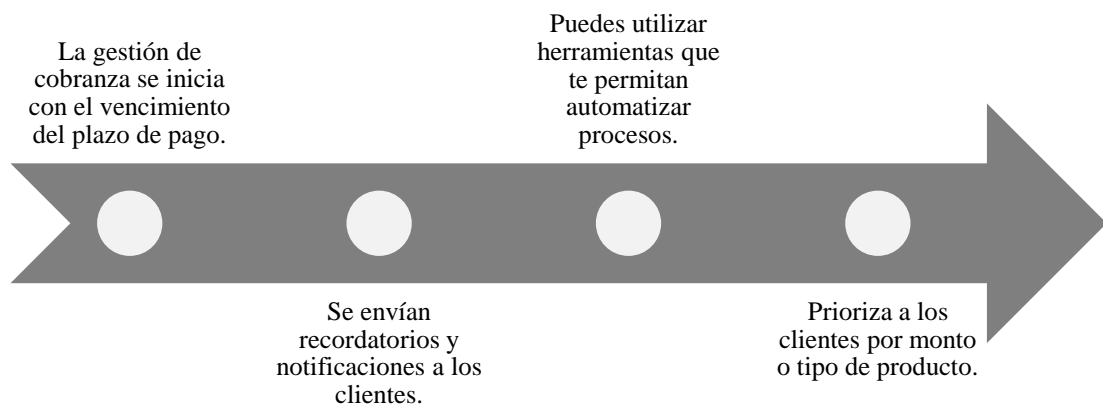 La gestión de
cobranza se inicia
con el vencimiento
del plazo de pago.
Se envían
recordatorios y
notificaciones a los
clientes.
Puedes utilizar
herramientas que
te permitan
automatizar
procesos.
Prioriza a los
clientes por monto
o tipo de producto.